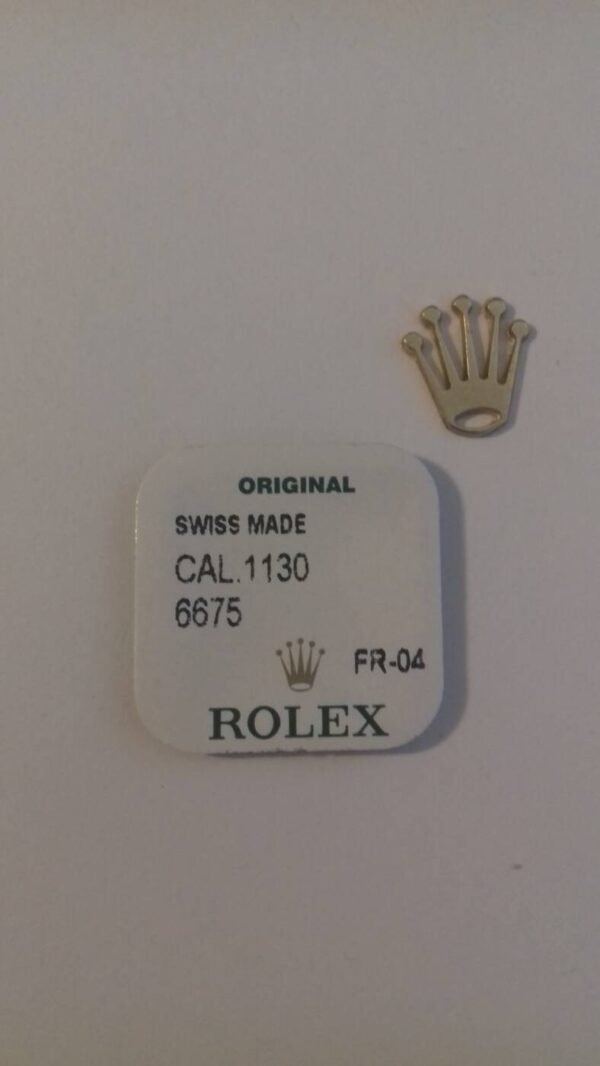 ORIGINAL
SWISS MADE
CAL.1130
6675
FR-04
ROLEX